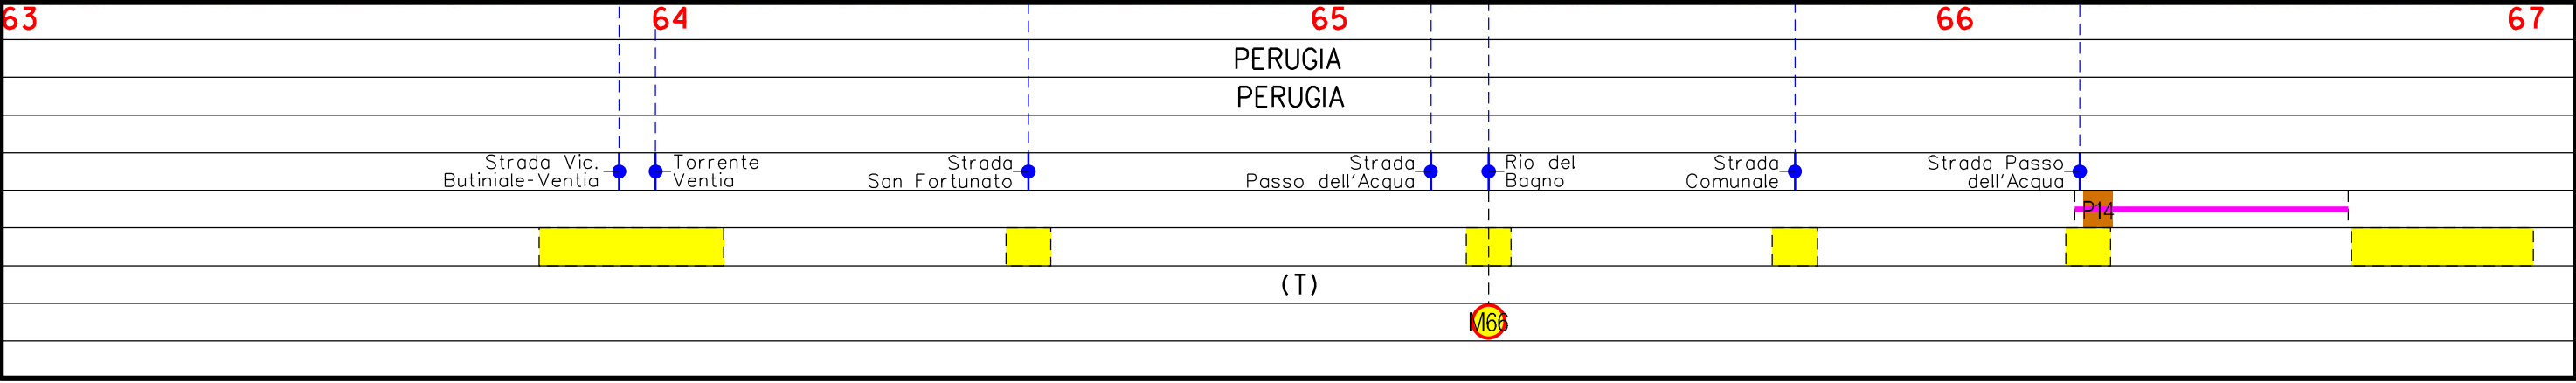 63 64 65 66 67
PERUGIA
PERUGIA
Strada Vic.
Butiniale-Ventia
Torrente
Ventia
Strada
San Fortunato
Strada
Passo dell'Acqua
Rio del
Bagno
Strada
Comunale
Strada Passo
dell'Acqua
P14
(T)
M66